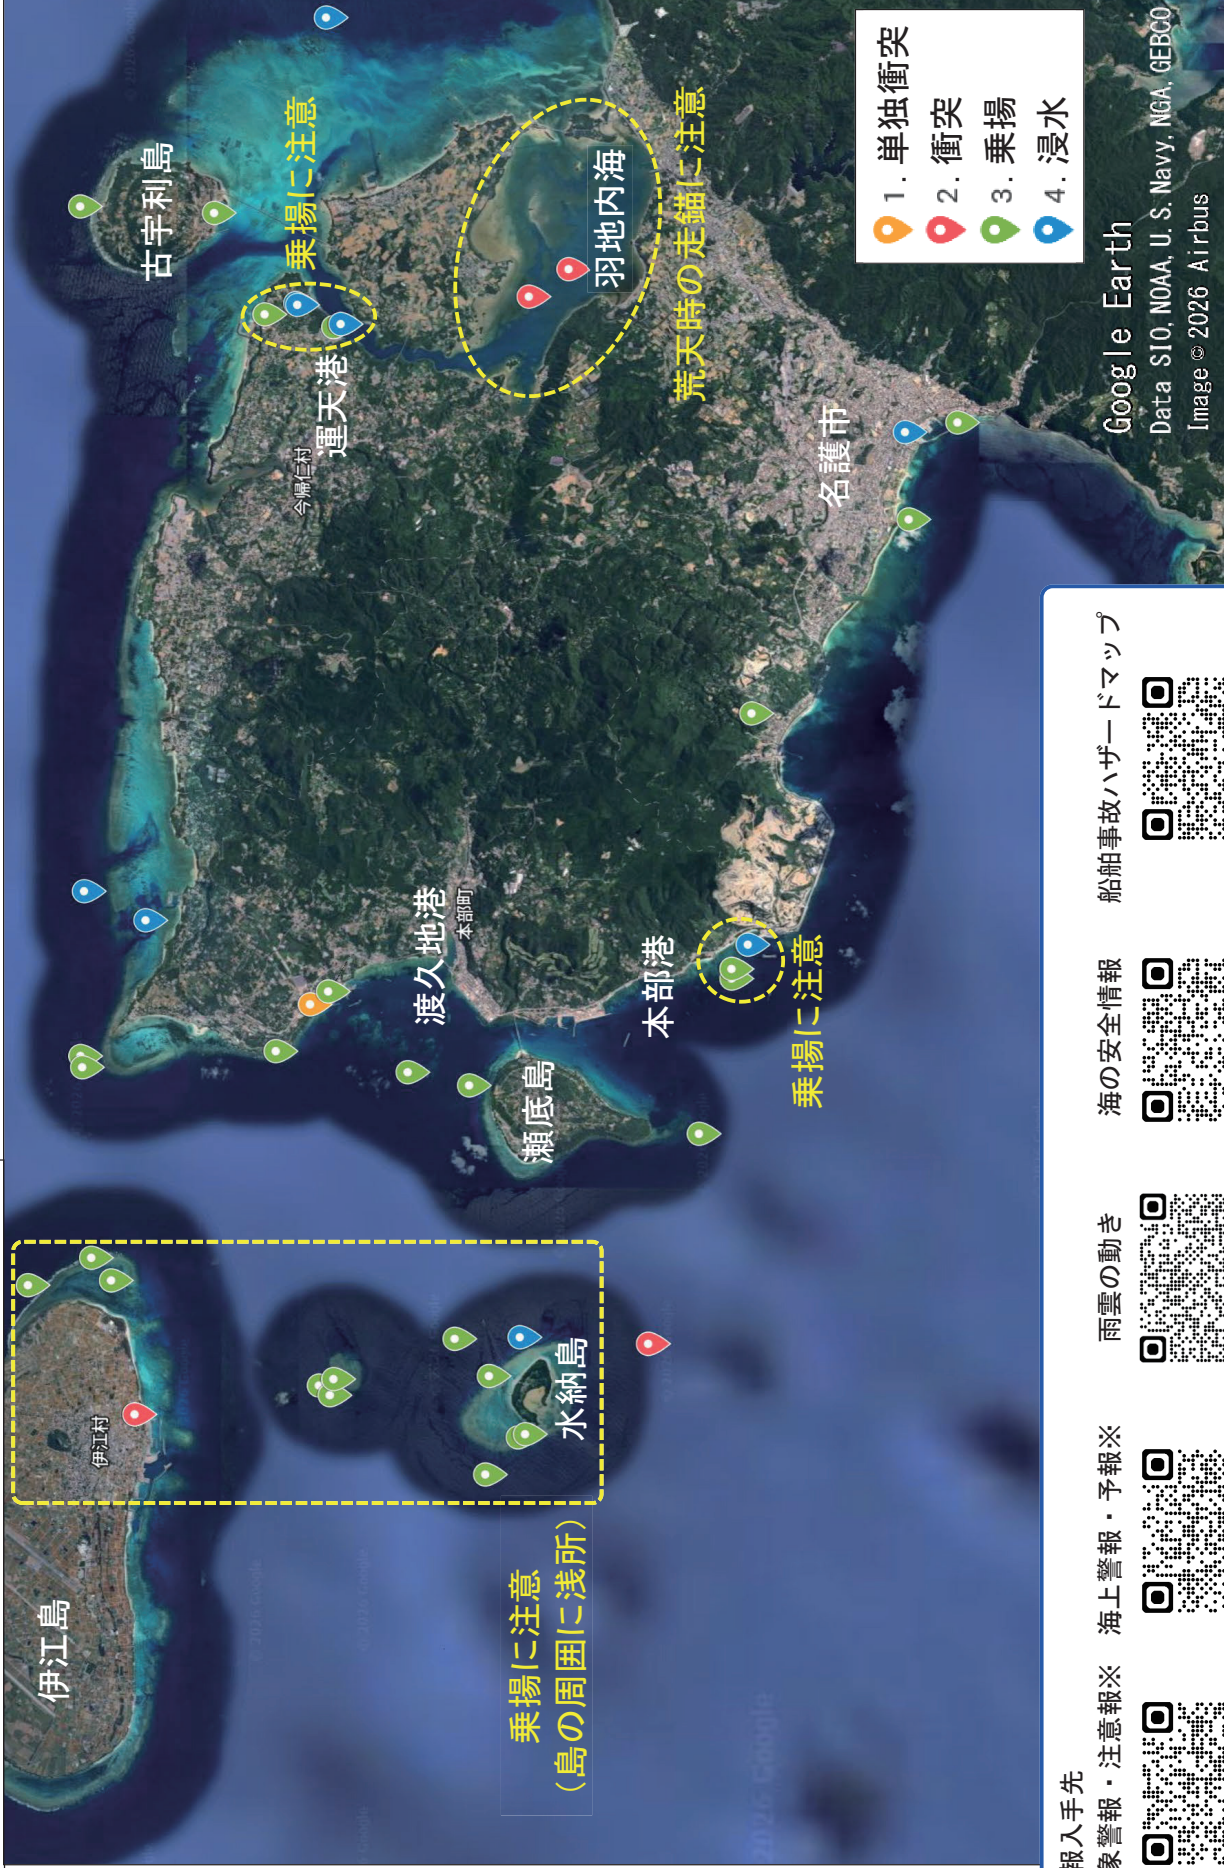 伊江島
伊江村
乗揚に注意
(島の周囲に浅所)
水納島
瀬底島
渡久地港
本部町
本部港
乗揚に注意
今帰仁村
運天港
乗揚に注意
古宇利島
羽地内海
荒天時の走錨に注意
名護市
1. 単独衝突
2. 衝突
3. 乗揚
4. 浸水
Google Earth
Data SIO, NOAA, U. S. Navy, NGA, GEBCO
Image © 2026 Airbus
報入手先
象警報・注意報※
海上警報・予報※
雨雲の動き
海の安全情報
船舶事故ハザードマップ